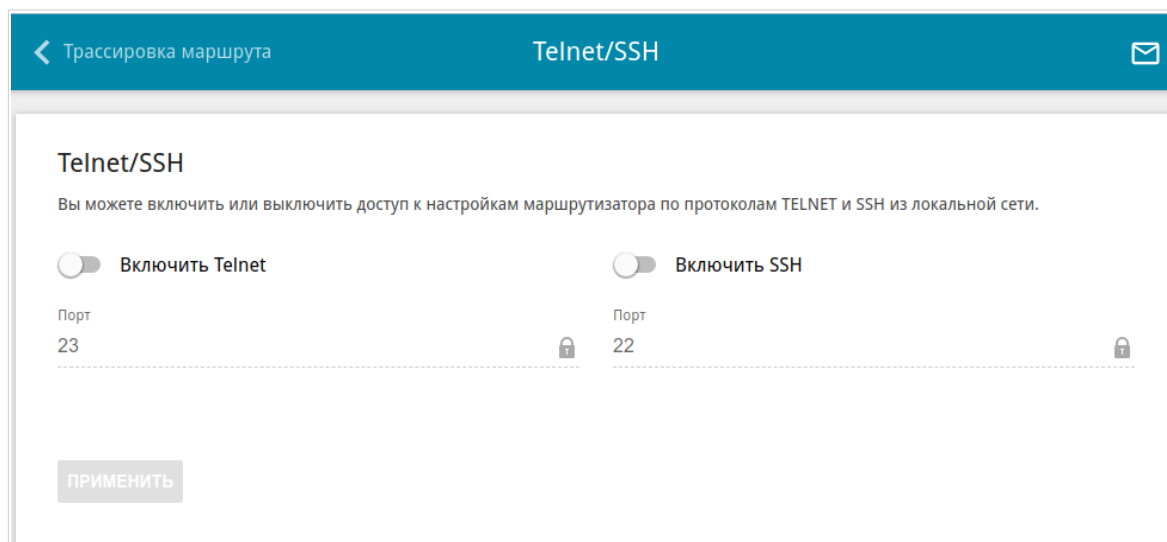 Трассировка маршрута
Telnet/SSH
Telnet/SSH
Вы можете включить или выключить доступ к настройкам маршрутизатора по протоколам TELNET и SSH из локальной сети.
Включить Telnet
Включить SSH
Порт
Порт
23
22
ПРИМЕНИТЬ